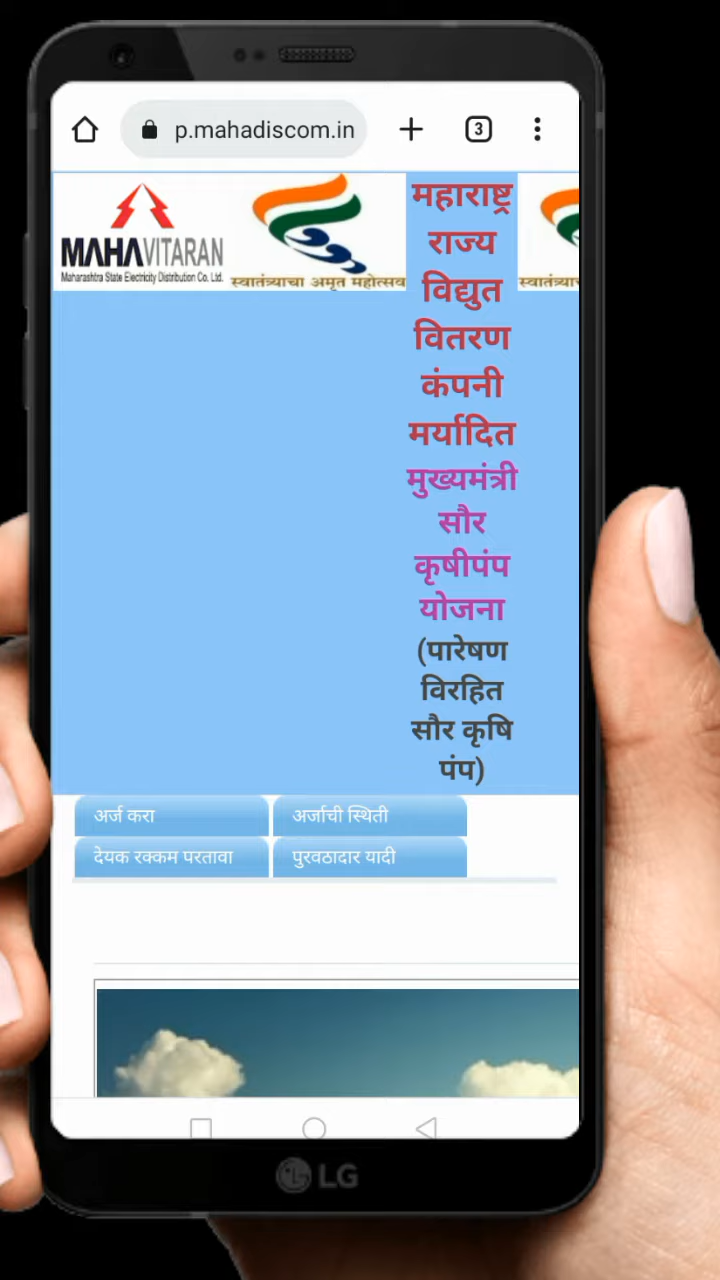 p.mahadiscom.in
3
MAHAVITARAN
Maharashtra State Electricity Distribution Co. Ltd.
स्वातंत्र्याचा अमृत महोत्सव
महाराष्ट्र
राज्य
विद्युत
वितरण
कंपनी
मर्यादित
मुख्यमंत्री
सौर
कृषीपंप
योजना
(पारेषण
विरहित
सौर कृषि
पंप)
अर्ज करा
अर्जाची स्थिती
देयक रक्कम परतावा
पुरवठादार यादी
LG